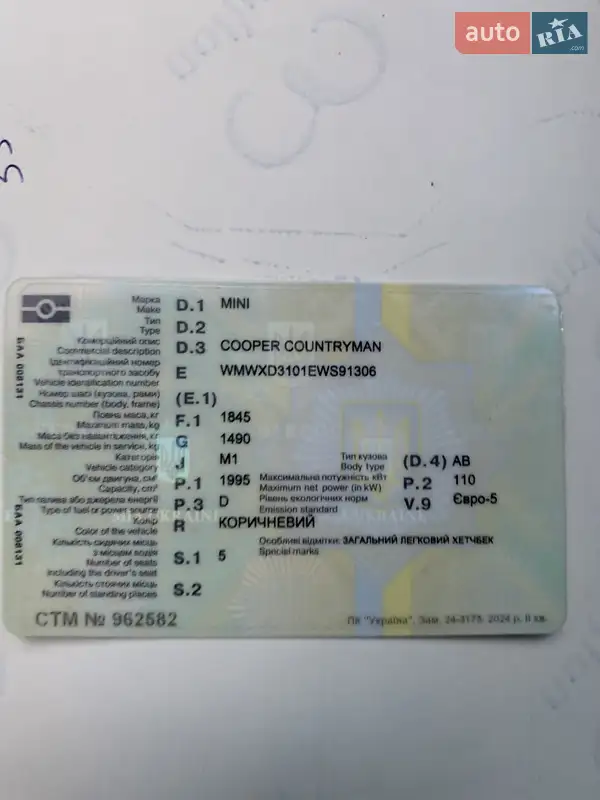 auto RIA .com
Марка
Make D.1 MINI
Тип
Type D.2
Комерційний опис
Commercial description D.3 COOPER COUNTRYMAN
Ідентифікаційний номер
транспортного засобу
Vehicle identification number E WMWXD3101EWS91306
Номер шасі (кузова, рами)
Chassis number (body, frame) (E.1)
Повна маса, кг
Maximum mass, kg F.1 1845
Маса без навантаження, кг
Mass of the vehicle in service, kg G 1490
Категорія
Vehicle category J M1 Тип кузова
Body type (D.4) AB
Об'єм двигуна, см³
Capacity, cm³ P.1 1995 Максимальна потужність кВт
Maximum net power (in kW) P.2 110
Тип палива або джерела енергії
Type of fuel or power source P.3 D Рівень екологічних норм
Emission standard V.9 Євро-5
Колір
Color of the vehicle R КОРИЧНЕВИЙ
Кількість сидячих місць
з місцем водія
Number of seats
including the driver's seat S.1 5 Особливі відмітки: ЗАГАЛЬНИЙ ЛЕГКОВИЙ ХЕТЧБЕК
Special marks
Кількість стоячих місць
Number of standing places S.2
СТМ № 962582
ПК "Україна". Зам. 24-3175. 2024 р. II кв.
БАА 008131
БАА 008131